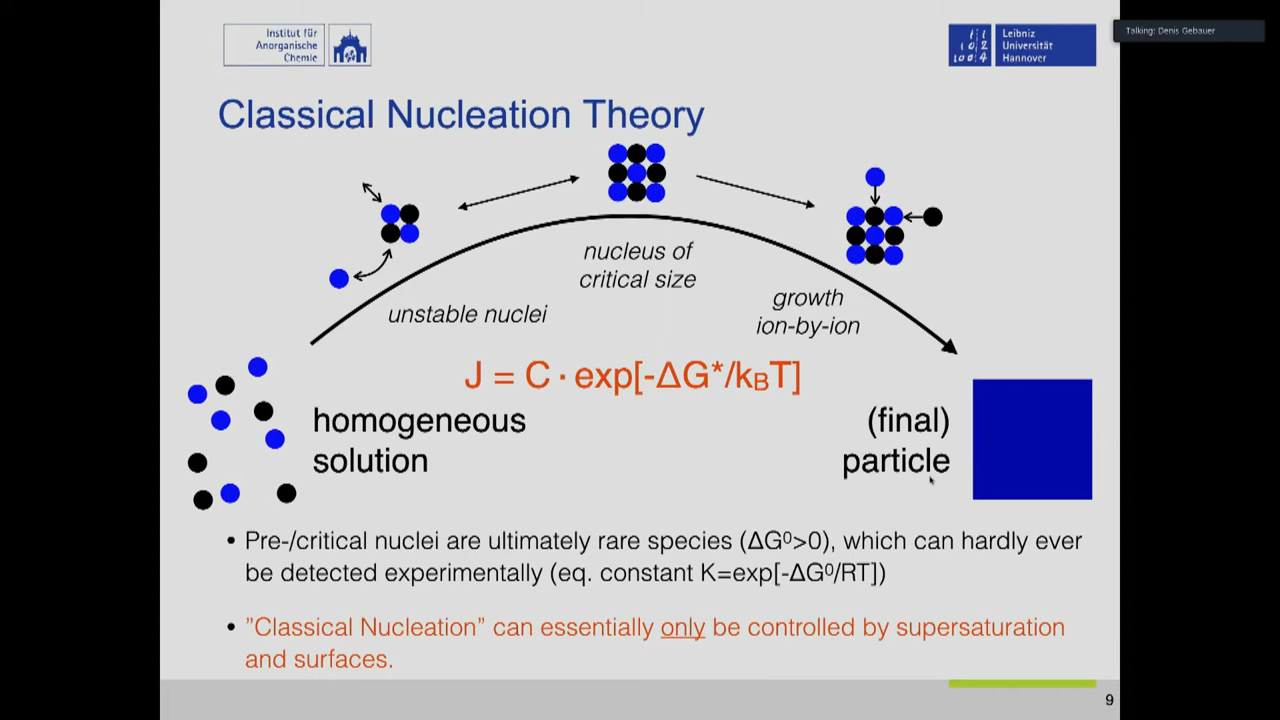 Institut für
Anorganische
Chemie
Leibniz
Universität
Hannover
Talking: Denis Gebauer
Classical Nucleation Theory
nucleus of
critical size
unstable nuclei
growth
ion-by-ion
J = C · exp[-ΔG*/kBT]
homogeneous
solution
(final)
particle
• Pre-/critical nuclei are ultimately rare species (ΔG⁰>0), which can hardly ever
be detected experimentally (eq. constant K=exp[-ΔG⁰/RT])
• ”Classical Nucleation” can essentially only be controlled by supersaturation
and surfaces.
9